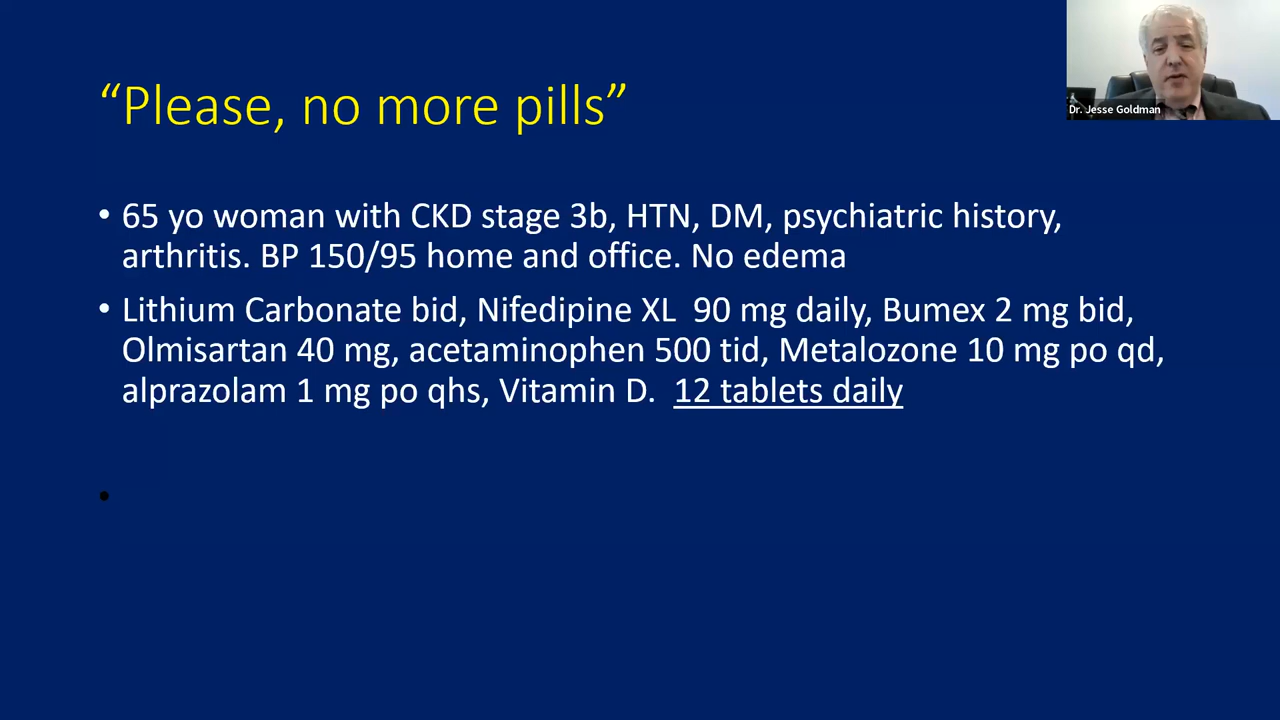 “Please, no more pills”
Dr. Jesse Goldman
• 65 yo woman with CKD stage 3b, HTN, DM, psychiatric history,
arthritis. BP 150/95 home and office. No edema
• Lithium Carbonate bid, Nifedipine XL 90 mg daily, Bumex 2 mg bid,
Olmisartan 40 mg, acetaminophen 500 tid, Metalozone 10 mg po qd,
alprazolam 1 mg po qhs, Vitamin D. 12 tablets daily
•